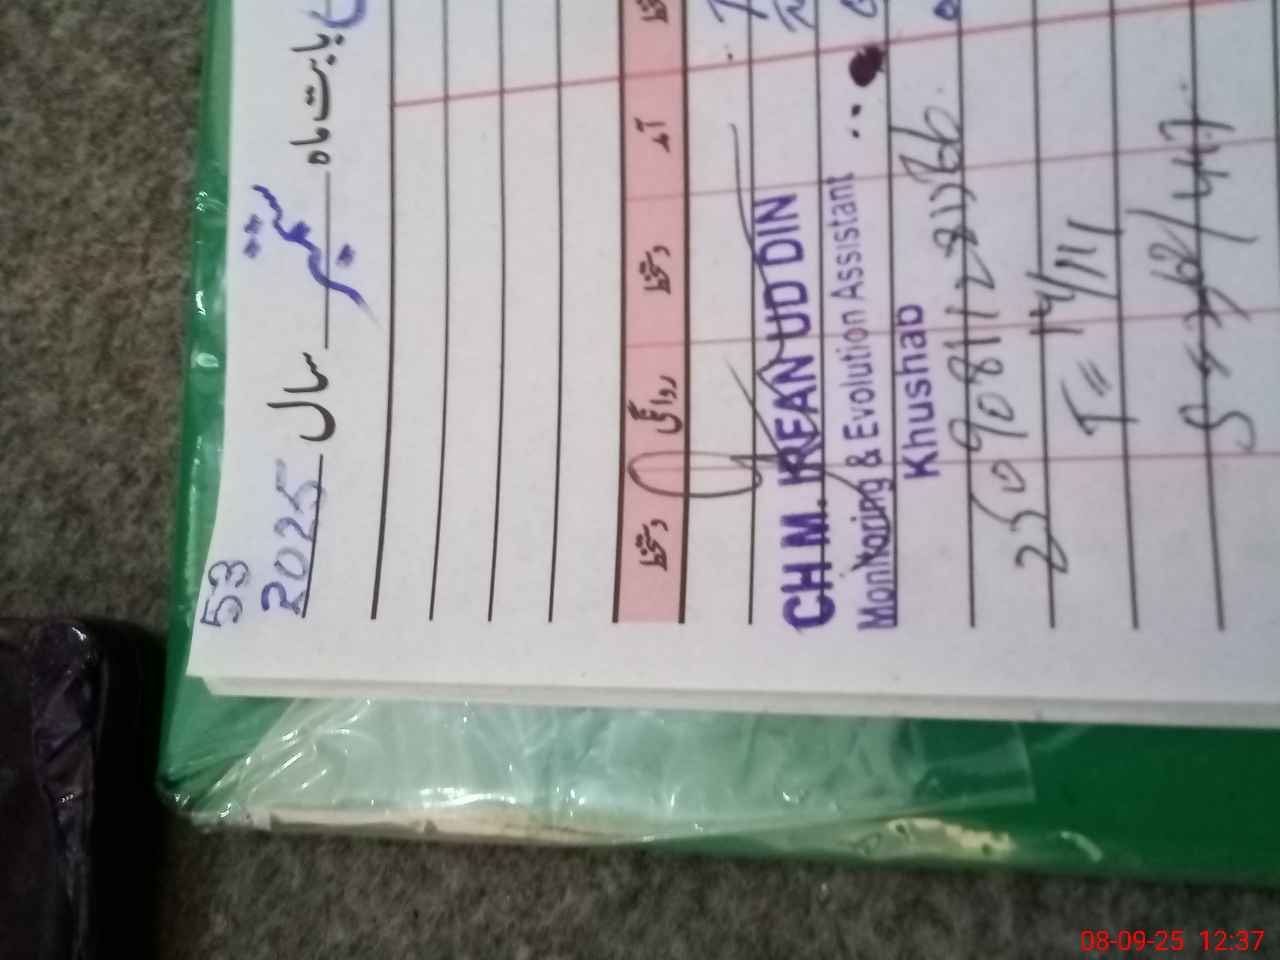 53
بابت ماہ ستمبر سال 2025
دستخط آمد دستخط روانگی دستخط
CH M. IRFAN UD DIN
Monitoring & Evolution Assistant
Khushab
T = 14/11
08-09-25 12:37